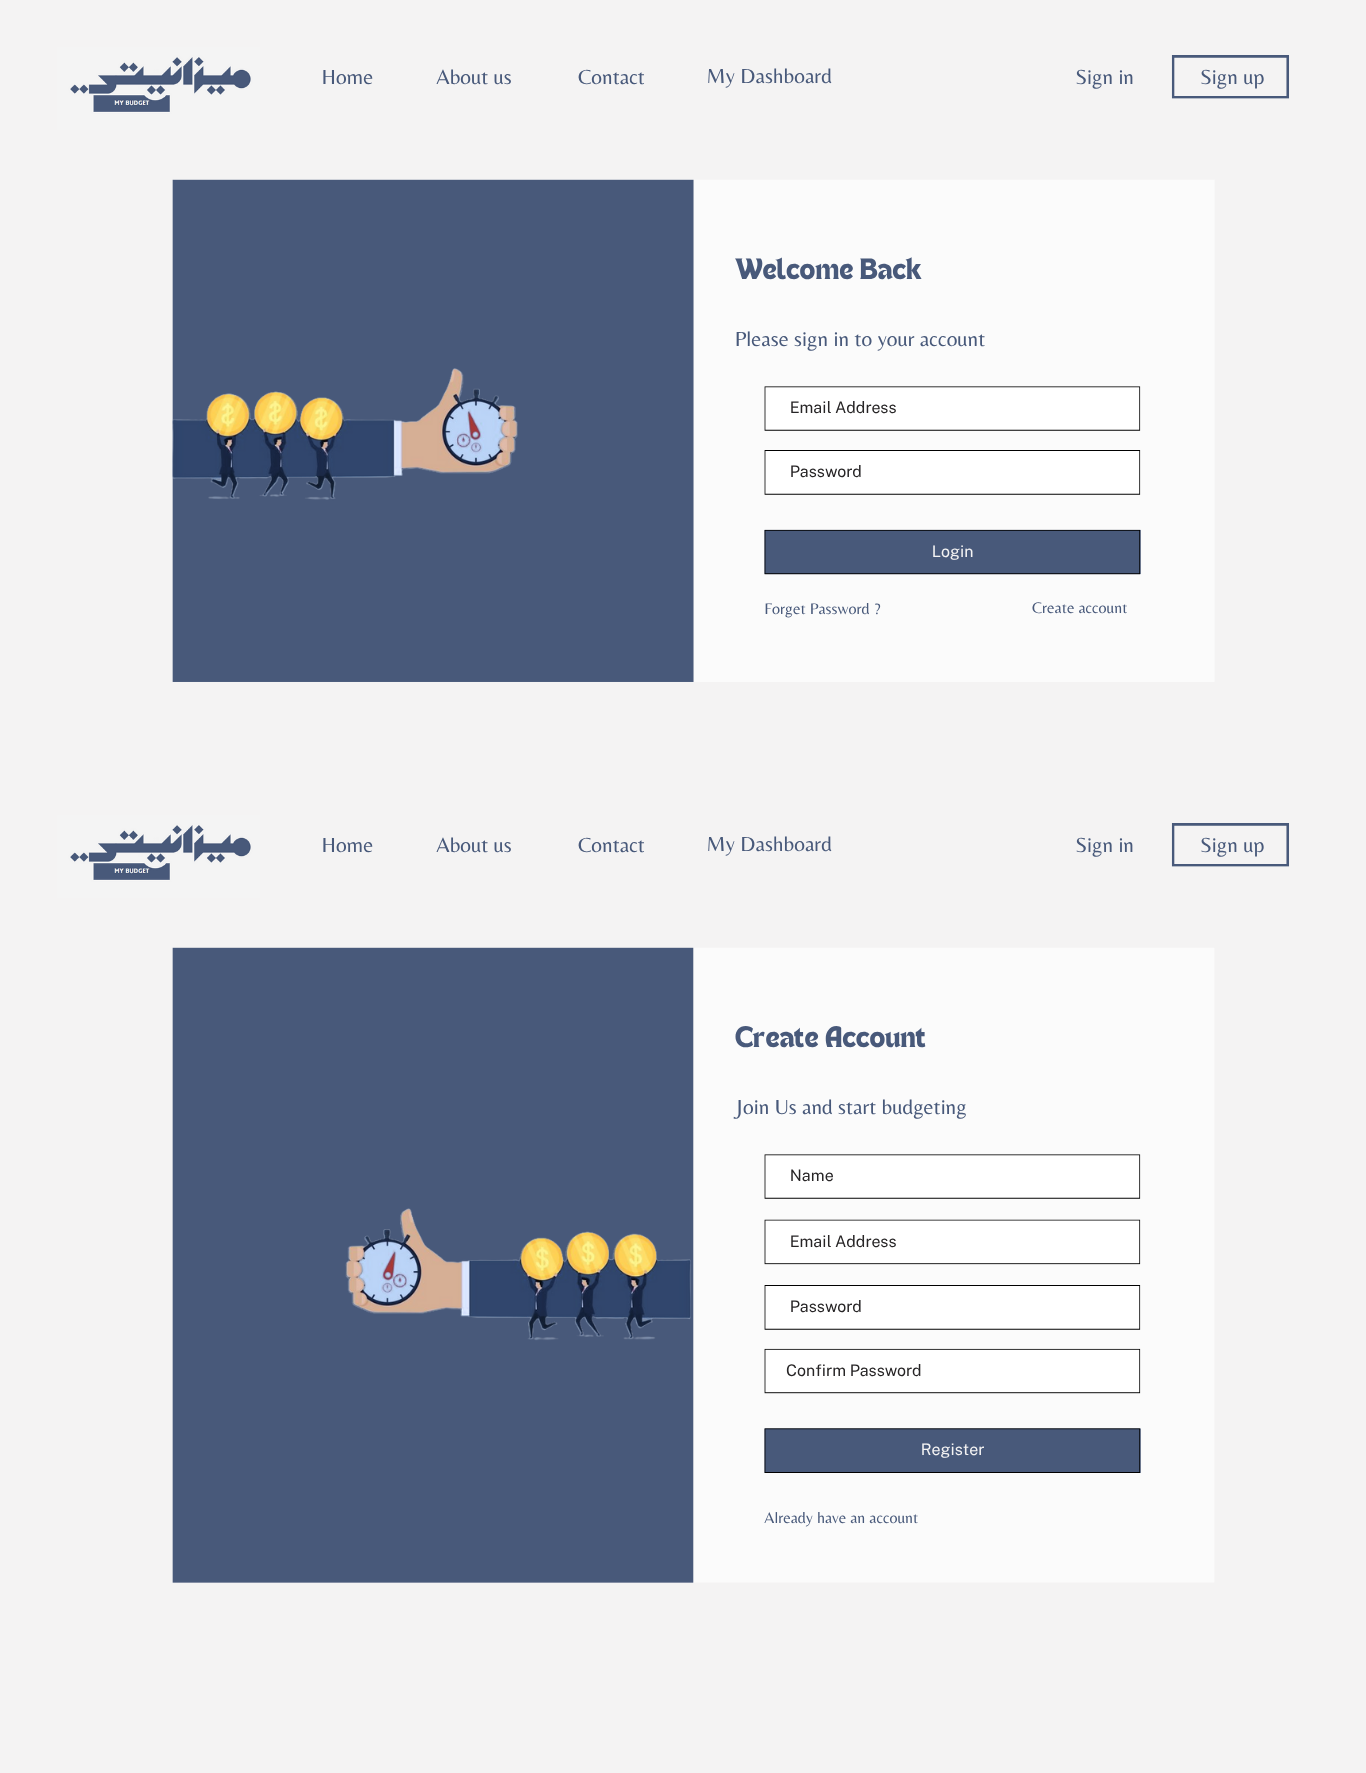 ميزانيتي
MY BUDGET
Home About us Contact My Dashboard Sign in Sign up
Welcome Back
Please sign in to your account
Email Address
Password
Login
Forget Password ? Create account
ميزانيتي
MY BUDGET
Home About us Contact My Dashboard Sign in Sign up
Create Account
Join Us and start budgeting
Name
Email Address
Password
Confirm Password
Register
Already have an account